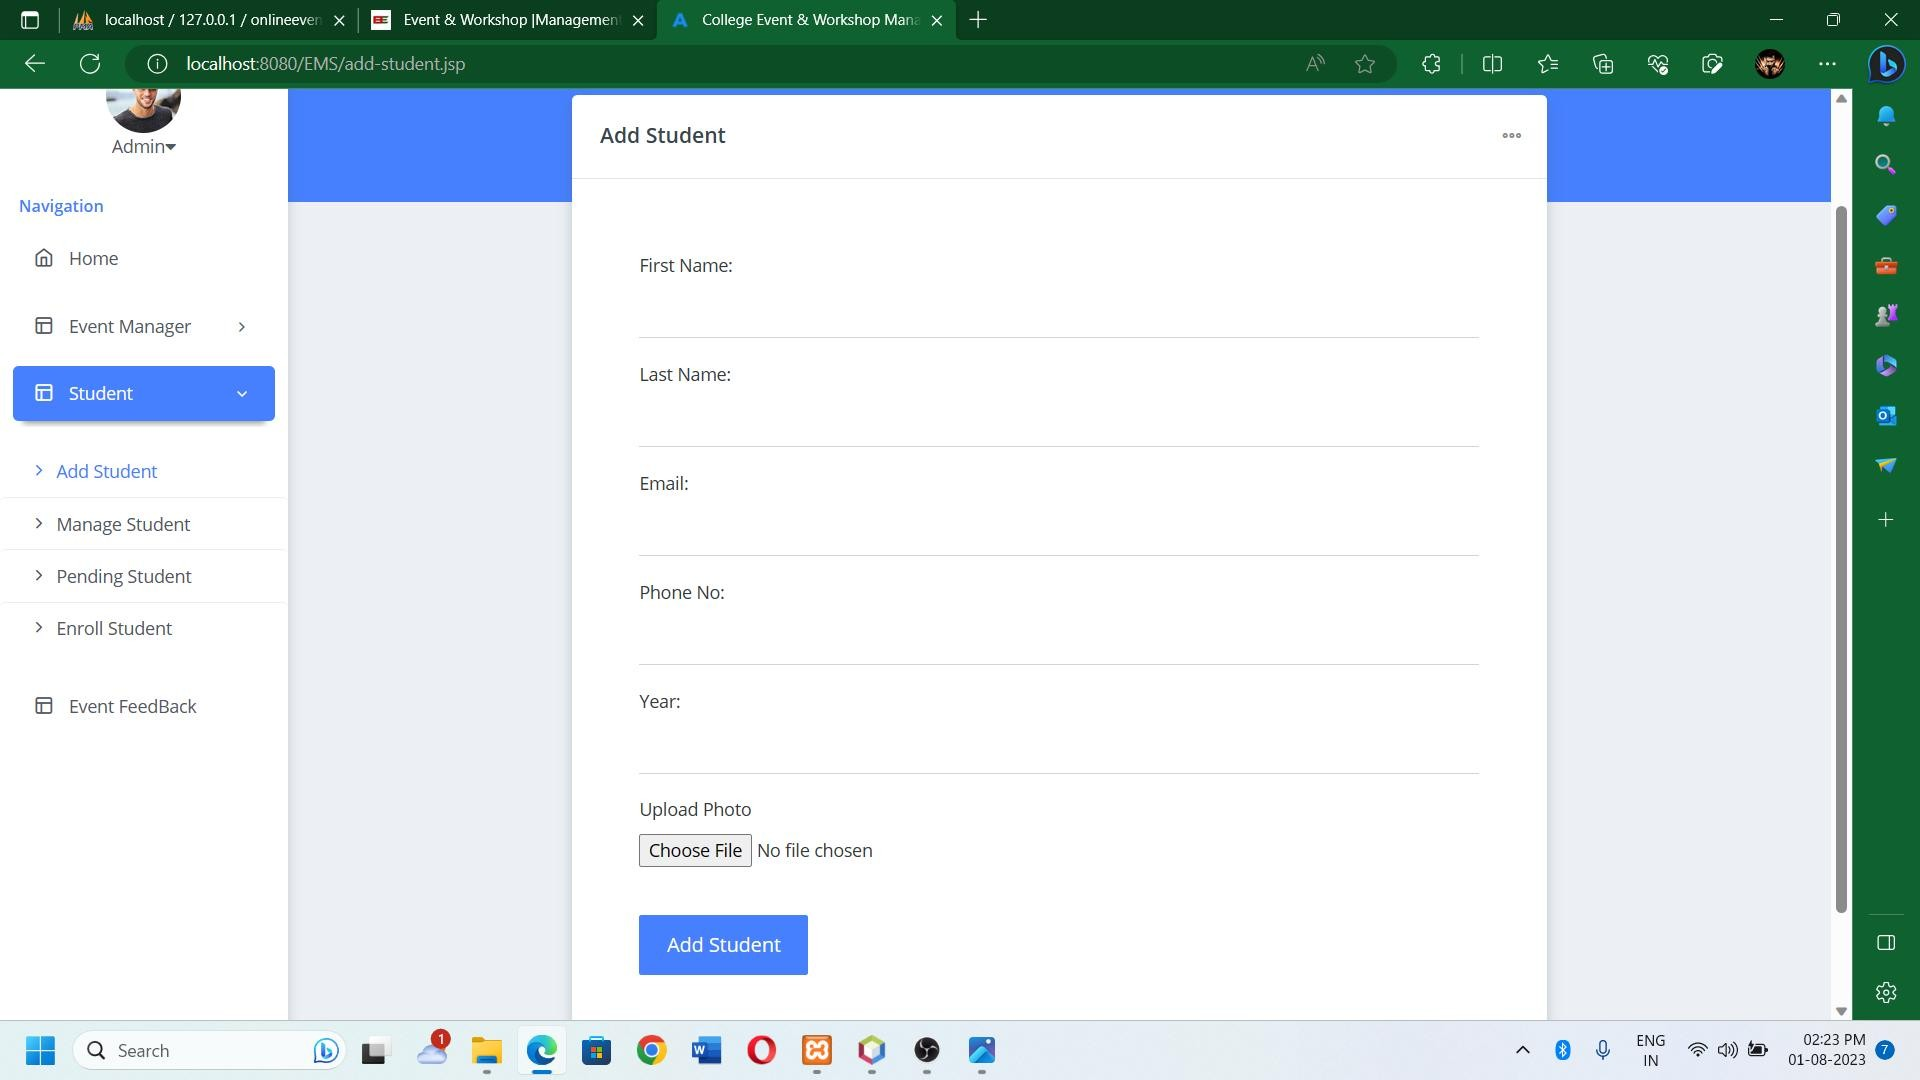 localhost / 127.0.0.1 / onlineeven
Event & Workshop |Management
College Event & Workshop Mana
localhost:8080/EMS/add-student.jsp
Admin
Navigation
Home
Event Manager
Student
Add Student
Manage Student
Pending Student
Enroll Student
Event FeedBack
Add Student
First Name:
Last Name:
Email:
Phone No:
Year:
Upload Photo
Choose File No file chosen
Add Student
Search
1
ENG
IN
02:23 PM
01-08-2023
7